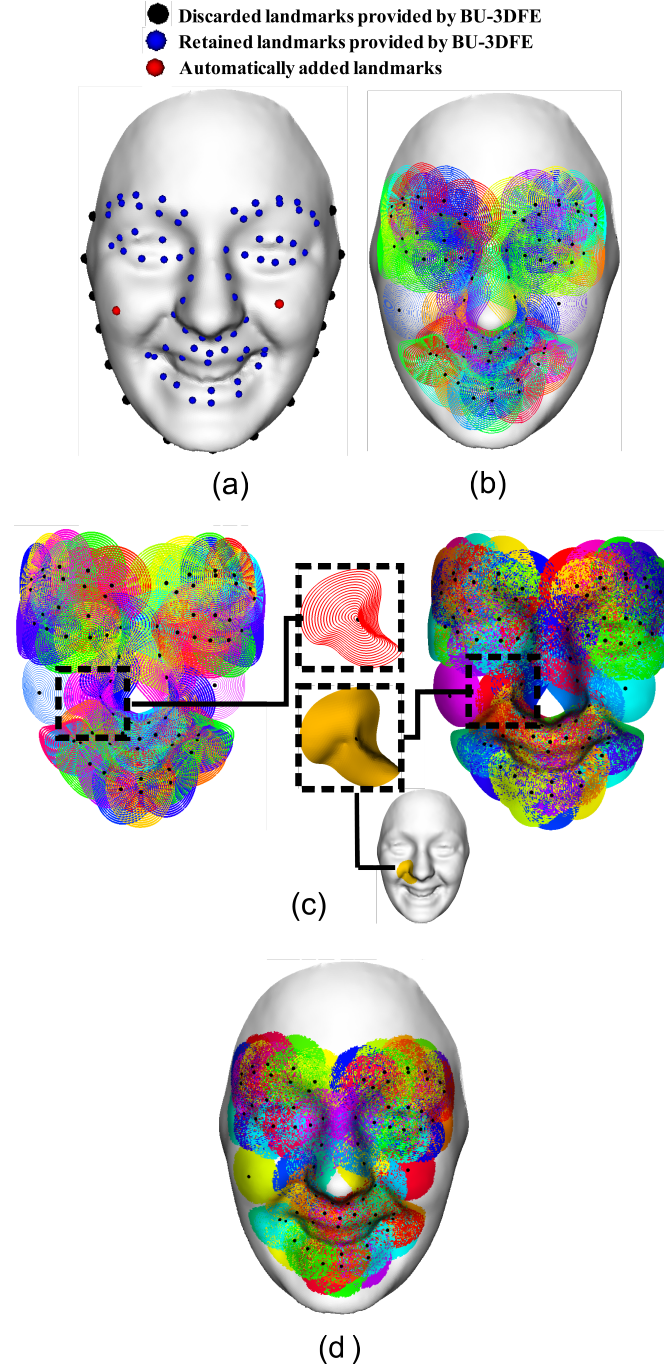 Discarded landmarks provided by BU-3DFE
Retained landmarks provided by BU-3DFE
Automatically added landmarks
(a)
(b)
(c)
(d)